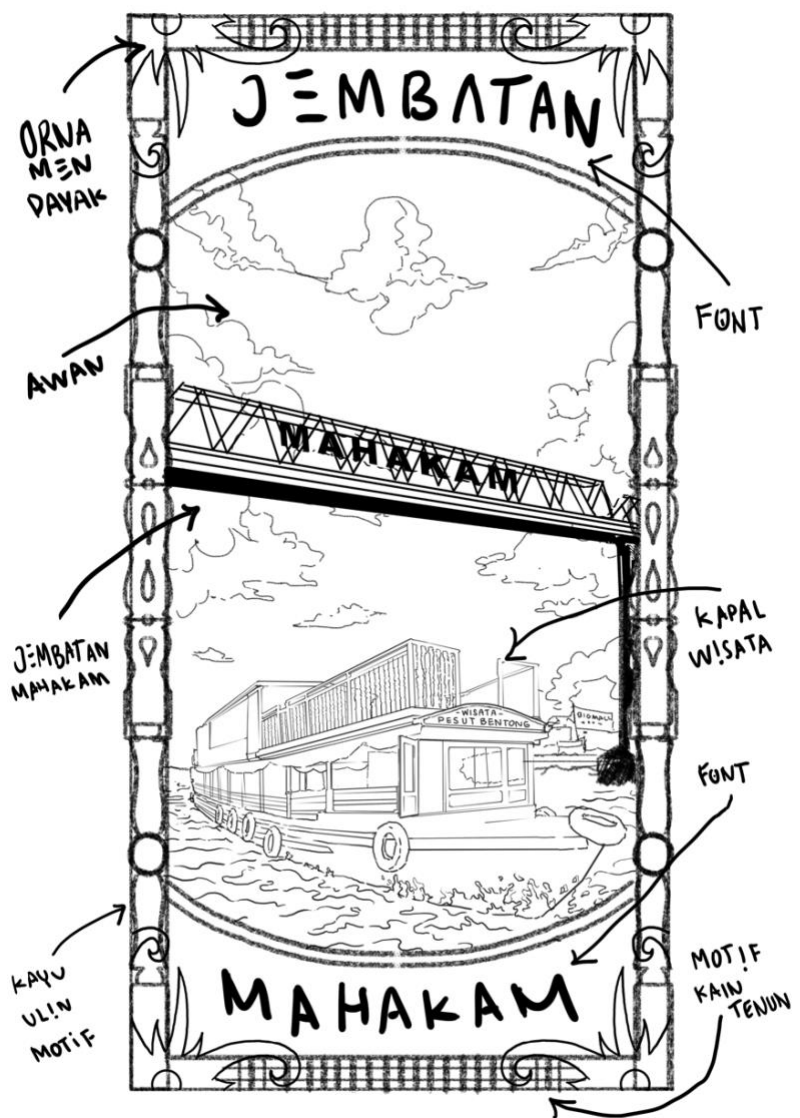 JEMBATAN
ORNA
MEN
DAYAK
FONT
AWAN
MAHAKAM
JEMBATAN
MAHAKAM
KAPAL
WISATA
-WISATA-
PESUT BENTONG
BIGMALL
FONT
MAHAKAM
KAYU
ULIN
MOTIF
MOTIF
KAIN
TENUN